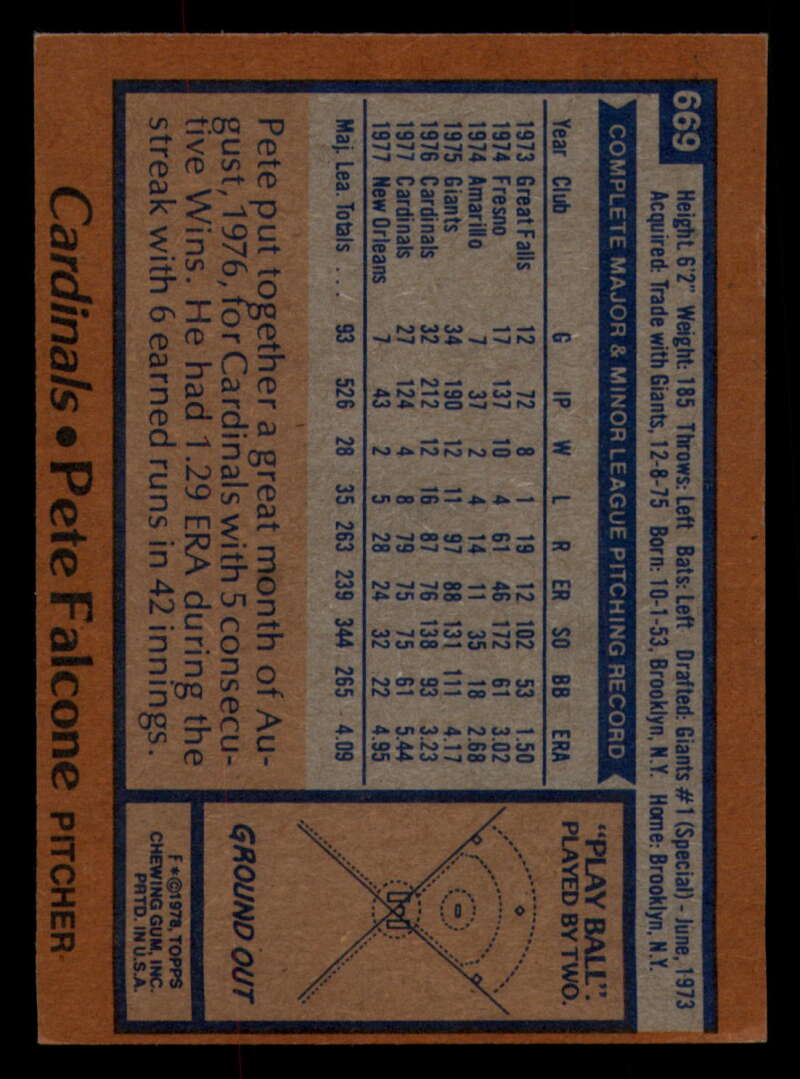 669
Height: 6'2" Weight: 185 Throws: Left Bats: Left Drafted: Giants #1 (Special) - June, 1973
Acquired: Trade with Giants, 12-8-75 Born: 10-1-53, Brooklyn, N.Y. Home: Brooklyn, N.Y.
COMPLETE MAJOR & MINOR LEAGUE PITCHING RECORD
Year Club G IP W L R ER SO BB ERA
1973 Great Falls 12 72 8 1 19 12 102 53 1.50
1974 Fresno 17 137 10 4 61 46 172 61 3.02
1974 Amarillo 7 37 2 4 14 11 35 18 2.68
1975 Giants 34 190 12 11 97 88 131 111 4.17
1976 Cardinals 32 212 12 16 87 76 138 93 3.23
1977 Cardinals 27 124 4 8 79 75 75 61 5.44
1977 New Orleans 7 43 2 5 28 24 32 22 4.95
Maj. Lea. Totals ... 93 526 28 35 263 239 344 265 4.09
Pete put together a great month of Au-
gust, 1976, for Cardinals with 5 consecu-
tive Wins. He had 1.29 ERA during the
streak with 6 earned runs in 42 innings.
"PLAY BALL".
PLAYED BY TWO.
GROUND OUT
F*©1978, TOPPS
CHEWING GUM, INC.
PRTD. IN U.S.A.
Cardinals • Pete Falcone PITCHER